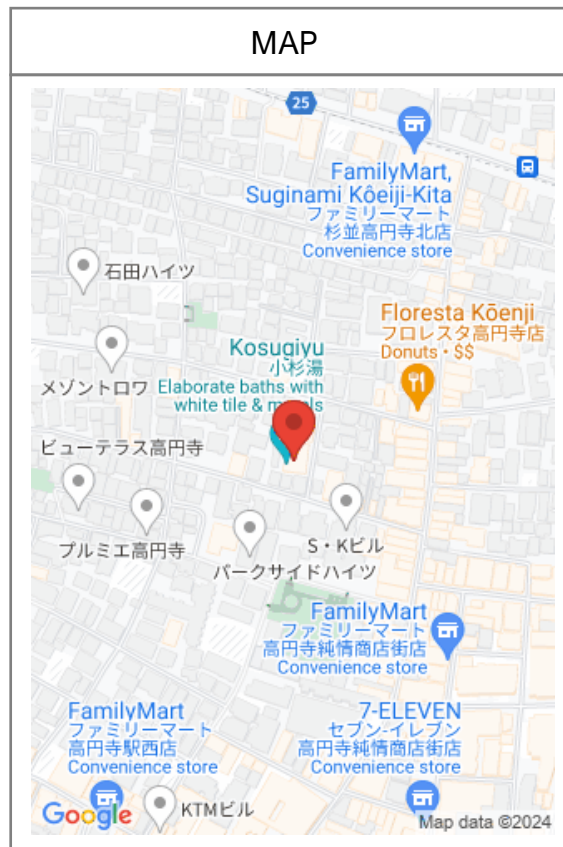 MAP
25
FamilyMart,
Suginami Kôeiji-Kita
ファミリーマート
杉並高円寺北店
Convenience store
石田ハイツ
Floresta Kōenji
フロレスタ高円寺店
Donuts • $$
Kosugiyu
小杉湯
Elaborate baths with
white tile &
メゾントロワ
ビューテラス高円寺
プルミエ高円寺
S・Kビル
パークサイドハイツ
FamilyMart
ファミリーマート
高円寺純情商店街店
Convenience store
FamilyMart
ファミリーマート
高円寺駅西店
Convenience store
7-ELEVEN
セブン-イレブン
高円寺純情商店街店
Convenience store
Google
KTMビル
Map data ©2024